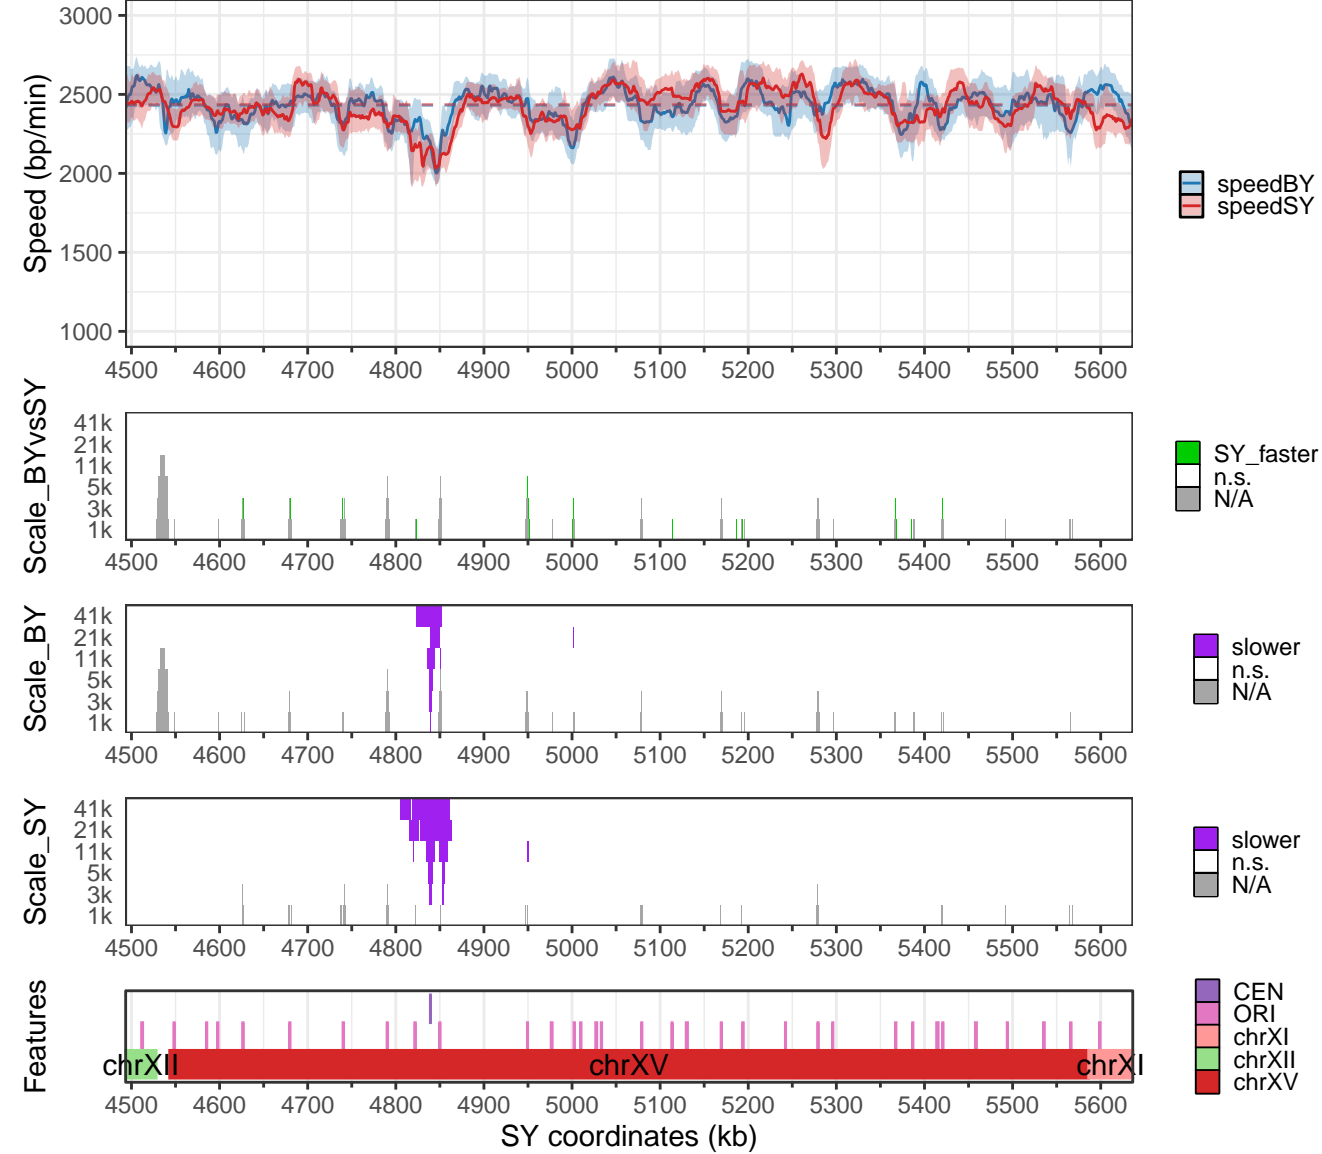 Speed (bp/min)
3000
2500
2000
1500
1000
4500 4600 4700 4800 4900 5000 5100 5200 5300 5400 5500 5600
speedBY
speedSY
Scale_BYvsSY
41k
21k
11k
5k
3k
1k
4500 4600 4700 4800 4900 5000 5100 5200 5300 5400 5500 5600
SY_faster
n.s.
N/A
Scale_BY
41k
21k
11k
5k
3k
1k
4500 4600 4700 4800 4900 5000 5100 5200 5300 5400 5500 5600
slower
n.s.
N/A
Scale_SY
41k
21k
11k
5k
3k
1k
4500 4600 4700 4800 4900 5000 5100 5200 5300 5400 5500 5600
slower
n.s.
N/A
Features
chrXII chrXV chrXI
4500 4600 4700 4800 4900 5000 5100 5200 5300 5400 5500 5600
SY coordinates (kb)
CEN
ORI
chrXI
chrXII
chrXV